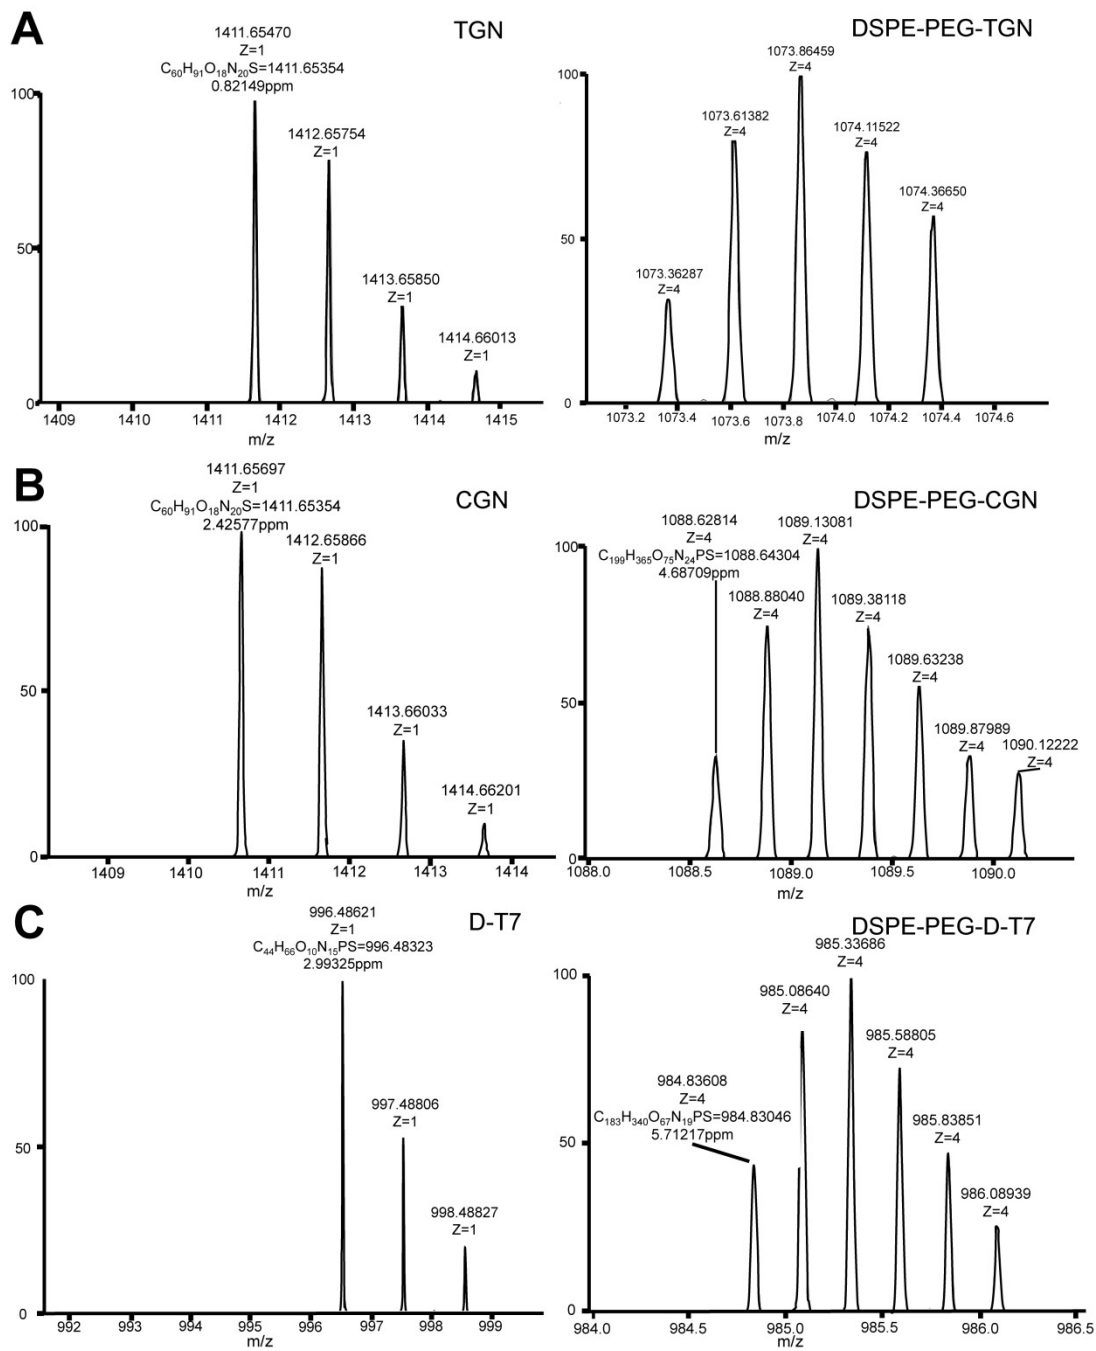 A
TGN
1411.65470
Z=1
C₆₀H₉₁O₁₈N₂₀S=1411.65354
0.82149ppm
1412.65754
Z=1
1413.65850
Z=1
1414.66013
Z=1
100
50
0
1409 1410 1411 1412 1413 1414 1415
m/z
DSPE-PEG-TGN
1073.86459
Z=4
1073.61382
Z=4
1074.11522
Z=4
1074.36650
Z=4
1073.36287
Z=4
100
50
0
1073.2 1073.4 1073.6 1073.8 1074.0 1074.2 1074.4 1074.6
m/z
B
CGN
1411.65697
Z=1
C₆₀H₉₁O₁₈N₂₀S=1411.65354
2.42577ppm
1412.65866
Z=1
1413.66033
Z=1
1414.66201
Z=1
100
50
0
1409 1410 1411 1412 1413 1414
m/z
DSPE-PEG-CGN
1088.62814
Z=4
C₁₉₉H₃₆₅O₇₅N₂₄PS=1088.64304
4.68709ppm
1089.13081
Z=4
1088.88040
Z=4
1089.38118
Z=4
1089.63238
Z=4
1089.87989
Z=4
1090.12222
Z=4
100
50
0
1088.0 1088.5 1089.0 1089.5 1090.0
m/z
C
D-T7
996.48621
Z=1
C₄₄H₆₆O₁₀N₁₅PS=996.48323
2.99325ppm
997.48806
Z=1
998.48827
Z=1
100
50
0
992 993 994 995 996 997 998 999
m/z
DSPE-PEG-D-T7
985.33686
Z=4
985.08640
Z=4
985.58805
Z=4
984.83608
Z=4
C₁₈₃H₃₄₀O₆₇N₁₉PS=984.83046
5.71217ppm
985.83851
Z=4
986.08939
Z=4
100
50
0
984.0 984.5 985.0 985.5 986.0 986.5
m/z